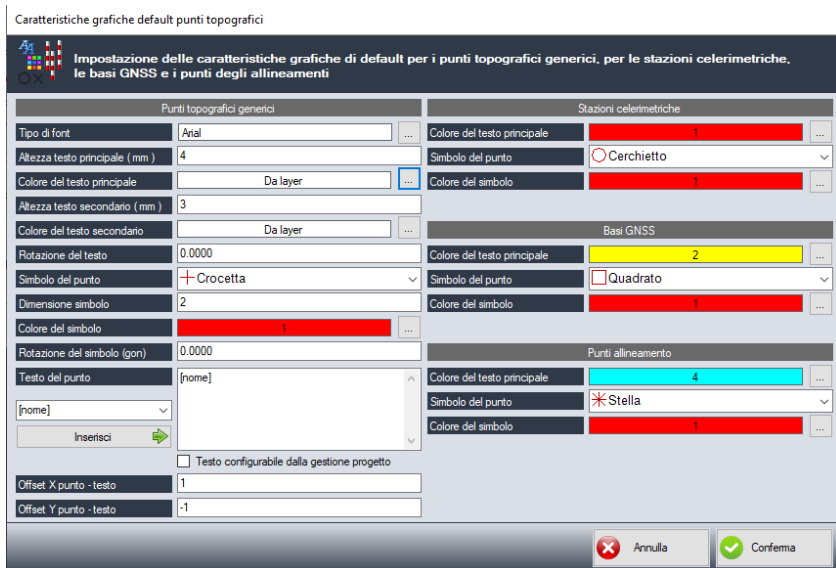 Caratteristiche grafiche default punti topografici
Impostazione delle caratteristiche grafiche di default per i punti topografici generici, per le stazioni celerimetriche,
le basi GNSS e i punti degli allineamenti
Punti topografici generici
Tipo di font
Arial
...
Altezza testo principale ( mm )
4
Colore del testo principale
Da layer
...
Altezza testo secondario ( mm )
3
Colore del testo secondario
Da layer
...
Rotazione del testo
0.0000
Simbolo del punto
Crocetta
Dimensione simbolo
2
Colore del simbolo
1
...
Rotazione del simbolo (gon)
0.0000
Testo del punto
[nome]
[nome]
Inserisci
Testo configurabile dalla gestione progetto
Offset X punto - testo
1
Offset Y punto - testo
-1
Stazioni celerimetriche
Colore del testo principale
1
...
Simbolo del punto
Cerchietto
Colore del simbolo
1
...
Basi GNSS
Colore del testo principale
2
...
Simbolo del punto
Quadrato
Colore del simbolo
1
...
Punti allineamento
Colore del testo principale
4
...
Simbolo del punto
Stella
Colore del simbolo
1
...
Annulla
Conferma